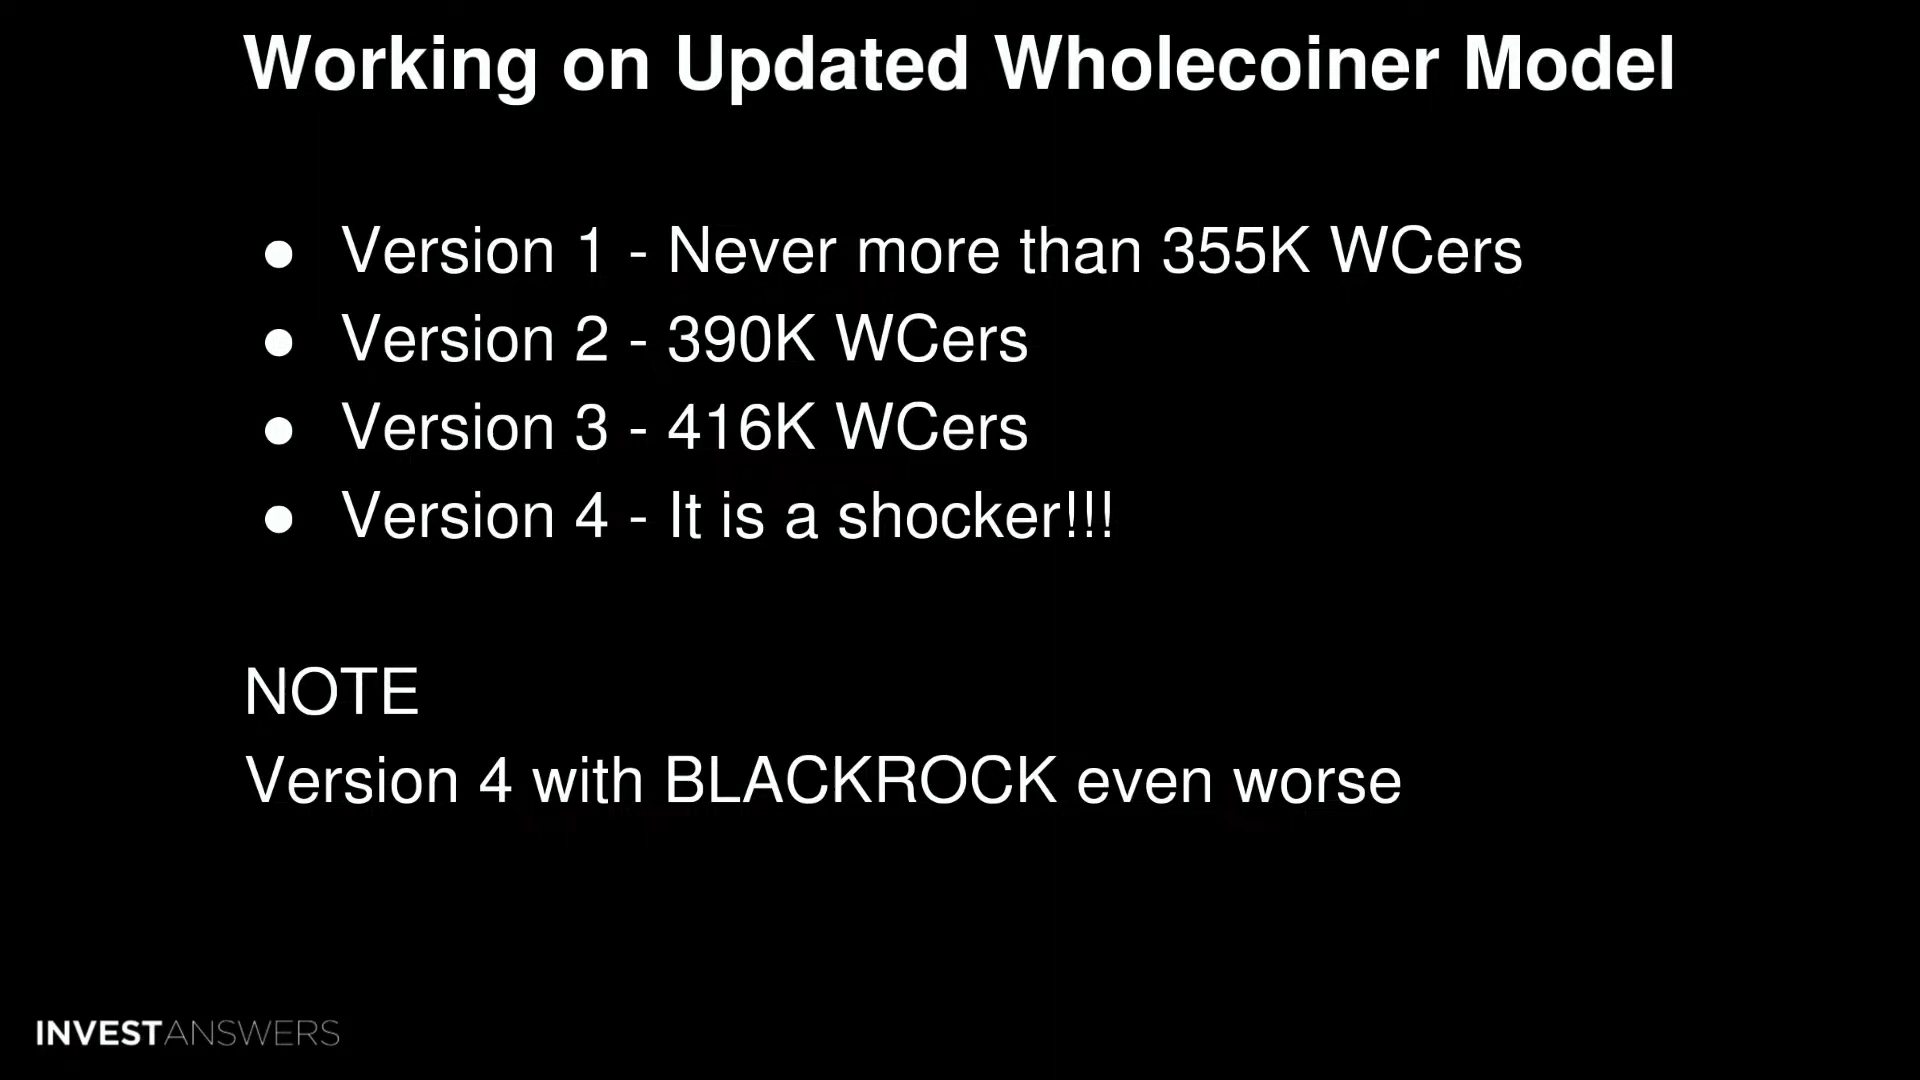 Working on Updated Wholecoiner Model
● Version 1 - Never more than 355K WCers
● Version 2 - 390K WCers
● Version 3 - 416K WCers
● Version 4 - It is a shocker!!!
NOTE
Version 4 with BLACKROCK even worse
INVESTANSWERS